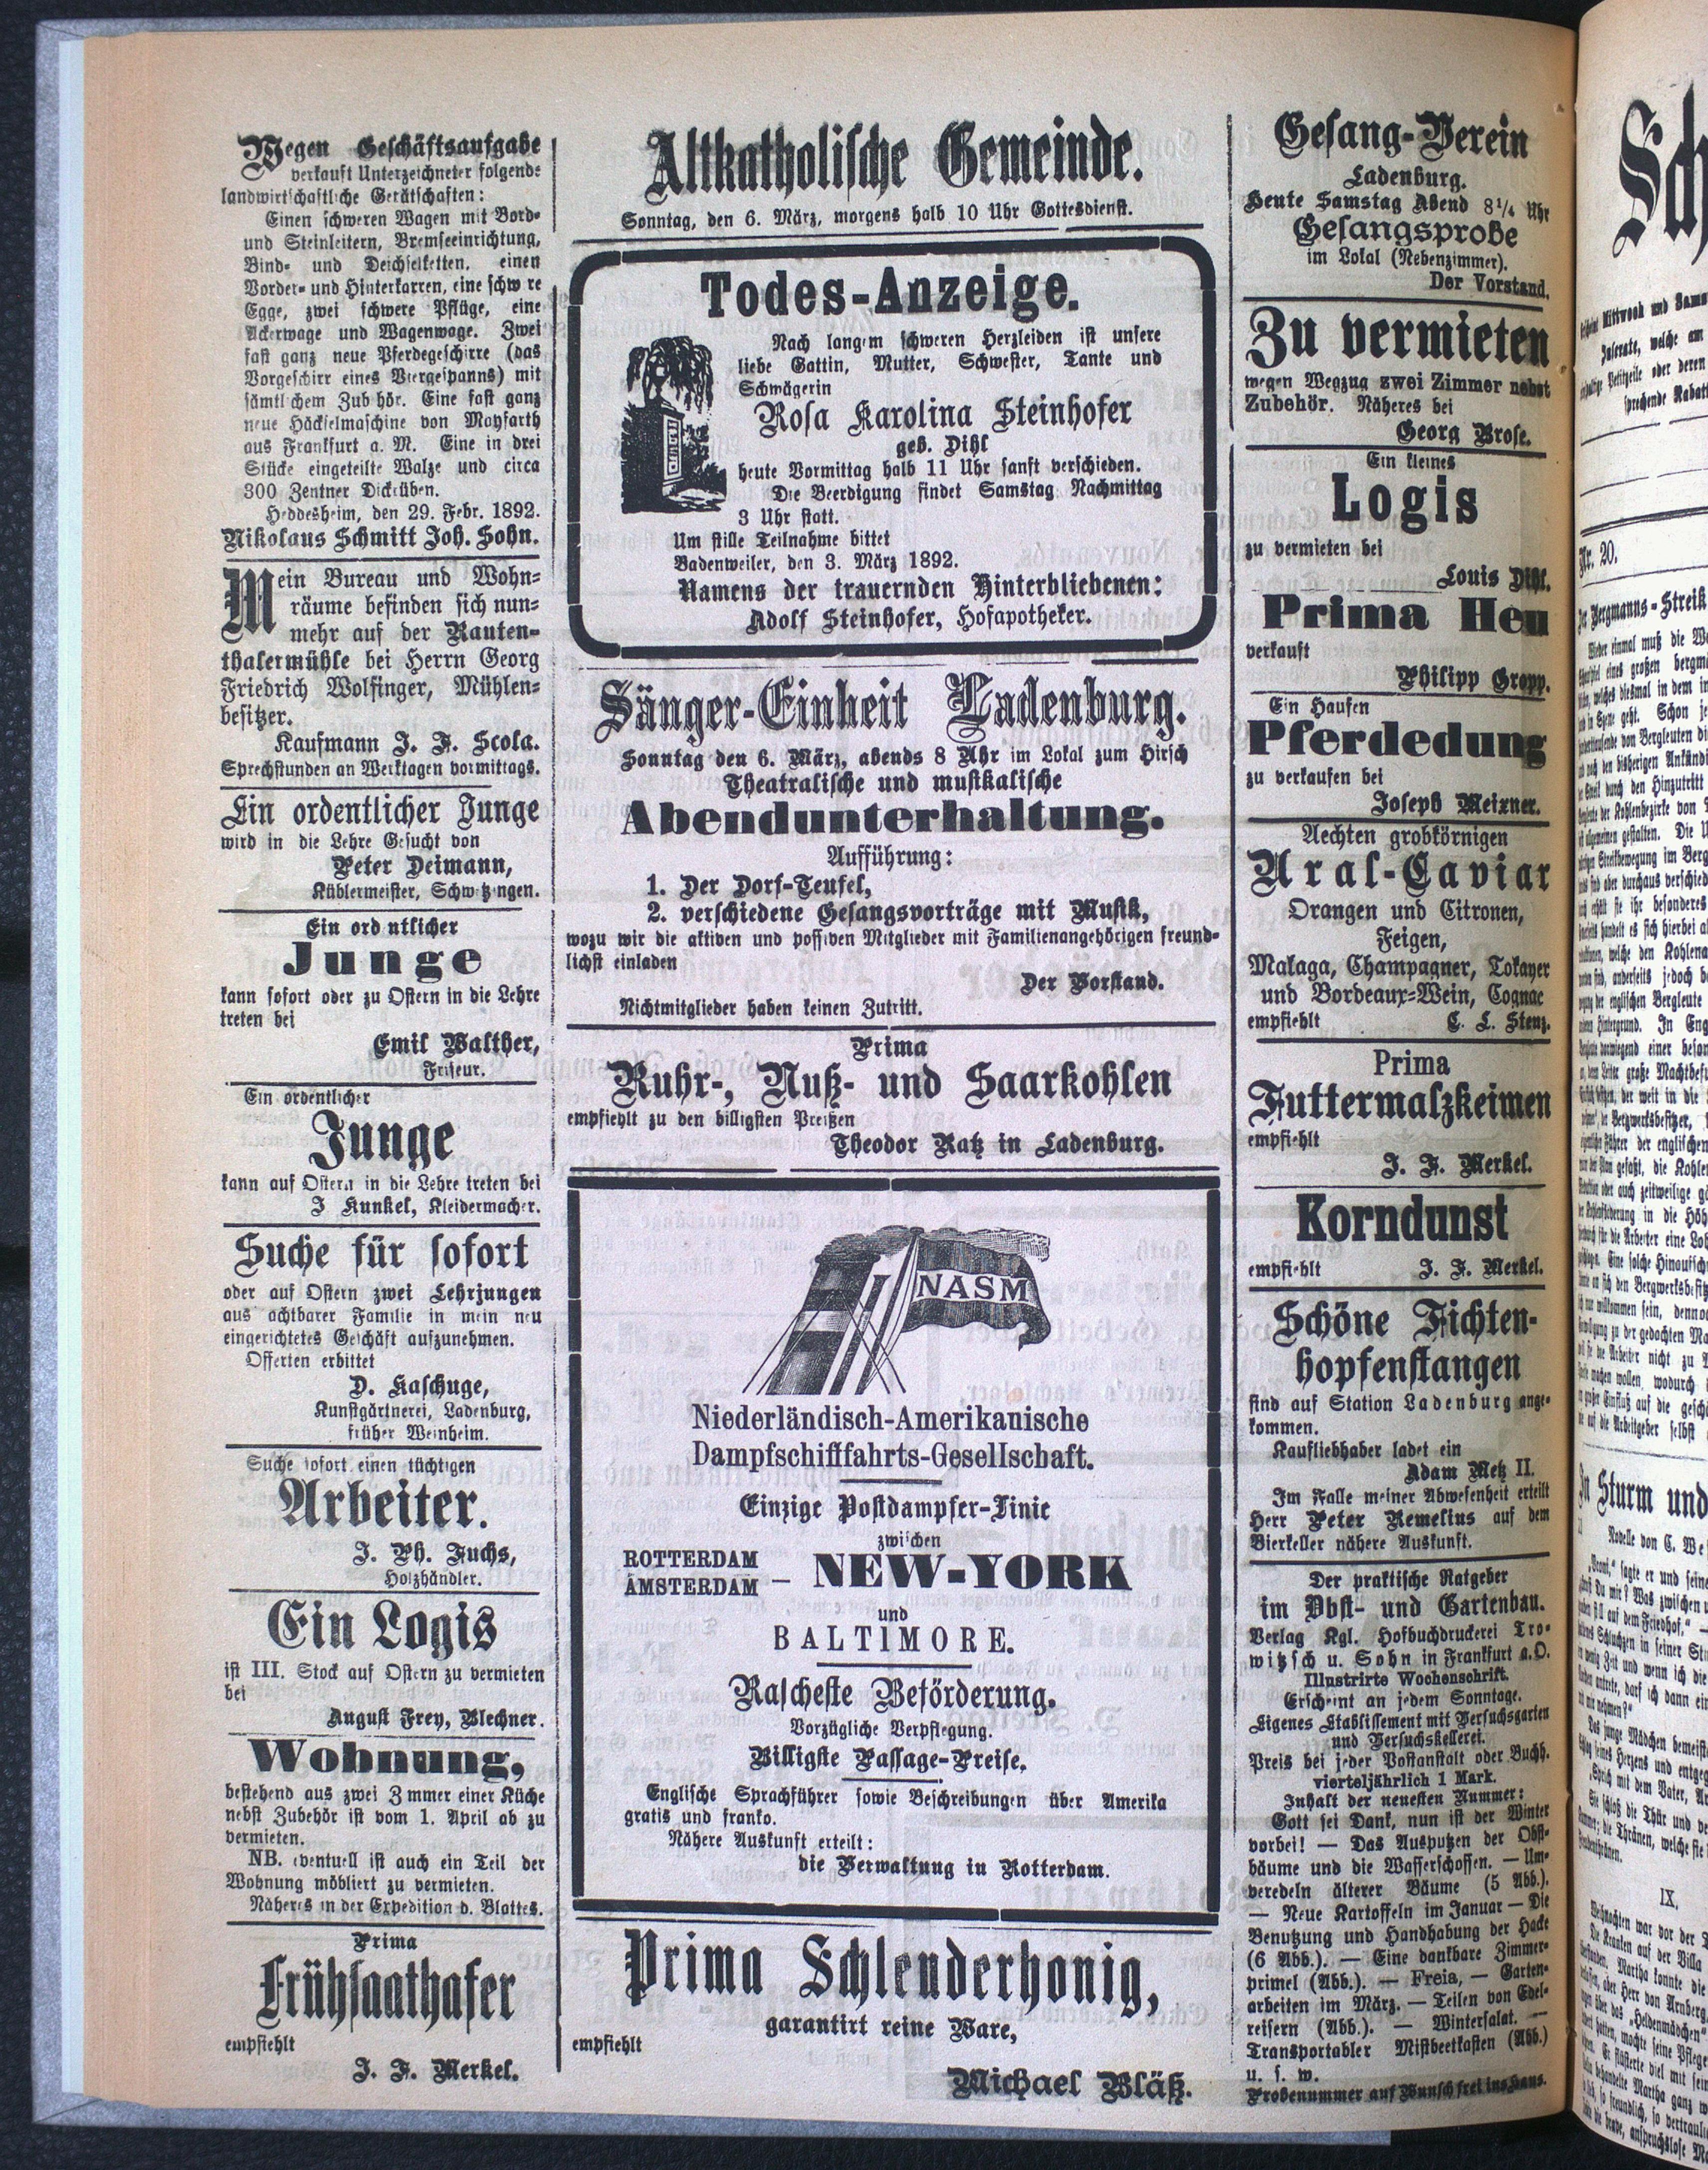 Wegen Geschäftsaufgabe
verkauft Unterzeichneter folgende
landwirtschaftliche Gerätschaften:
Einen schweren Wagen mit Bord-
und Steinleitern, Bremseeinrichtung,
Bind- und Deichselketten, einen
Vorder- und Hinterkarren, eine schw re
Egge, zwei schwere Pflüge, eine
Ackerwage und Wagenwage. Zwei
fast ganz neue Pferdegeschirre (das
Vorgeschirr eines Viergespanns) mit
sämtlichem Zub hör. Eine fast ganz
neue Häckselmaschine von Mayfarth
aus Frankfurt a. M. Eine in drei
Stücke eingeteilte Walze und circa
300 Zentner Dickrüben.
Heddesheim, den 29. Febr. 1892.
Nikolaus Schmitt Joh. Sohn.
Mein Bureau und Wohn-
räume befinden sich nun-
mehr auf der Rauten-
thalermühle bei Herrn Georg
Friedrich Wolfinger, Mühlen-
besitzer.
Kaufmann J. F. Scola.
Sprechstunden an Werktagen vormittags.
Ein ordentlicher Junge
wird in die Lehre Gesucht von
Peter Deimann,
Küblermeister, Schwetzingen.
Ein ord ntlicher
Junge
kann sofort oder zu Ostern in die Lehre
treten bei
Emil Walther,
Friseur.
Ein ordentlicher
Junge
kann auf Ostern in die Lehre treten bei
J Kunkel, Kleidermacher.
Suche für sofort
oder auf Ostern zwei Lehrjungen
aus achtbarer Familie in mein neu
eingerichtetes Geschäft aufzunehmen.
Offerten erbittet
D. Kaschuge,
Kunstgärtnerei, Ladenburg,
früher Weinheim.
Suche sofort einen tüchtigen
Arbeiter.
J. Ph. Fuchs,
Holzhändler.
Ein Logis
ist III. Stock auf Ostern zu vermieten
bei
August Frey, Blechner.
Wohnung,
bestehend aus zwei Zimmer einer Küche
nebst Zubehör ist vom 1. April ab zu
vermieten.
NB. eventuell ist auch ein Teil der
Wohnung möbliert zu vermieten.
Näheres in der Expedition d. Blattes.
Prima
Frühsaathafer
empfiehlt
J. F. Merkel.
Altkatholische Gemeinde.
Sonntag, den 6. März, morgens halb 10 Uhr Gottesdienst.
Todes-Anzeige.
Nach langem schweren Herzleiden ist unsere
liebe Gattin, Mutter, Schwester, Tante und
Schwägerin
Rosa Karolina Steinhofer
geb. Dihl
heute Vormittag halb 11 Uhr sanft verschieden.
Die Beerdigung findet Samstag Nachmittag
3 Uhr statt.
Um stille Teilnahme bittet
Badenweiler, den 3. März 1892.
Namens der trauernden Hinterbliebenen:
Adolf Steinhofer, Hofapotheker.
Sänger-Einheit Ladenburg.
Sonntag den 6. März, abends 8 Uhr im Lokal zum Hirsch
Theatralische und musikalische
Abendunterhaltung.
Aufführung:
1. Der Dorf-Teufel,
2. verschiedene Gesangsvorträge mit Musik,
wozu wir die aktiven und passiven Mitglieder mit Familienangehörigen freund-
lichst einladen
Der Vorstand.
Nichtmitglieder haben keinen Zutritt.
Prima
Ruhr-, Nuß- und Saarkohlen
empfiehlt zu den billigsten Preißen
Theodor Ratz in Ladenburg.
NASM
Niederländisch-Amerikanische
Dampfschifffahrts-Gesellschaft.
Einzige Postdampfer-Linie
zwischen
ROTTERDAM
AMSTERDAM — NEW-YORK
und
BALTIMORE.
Rascheste Beförderung.
Vorzügliche Verpflegung.
Billigste Passage-Preise.
Englische Sprachführer sowie Beschreibungen über Amerika
gratis und franko.
Nähere Auskunft erteilt:
die Verwaltung in Rotterdam.
Prima Schleuderhonig,
garantirt reine Ware,
empfiehlt
Michael Bläß.
Gesang-Verein
Ladenburg.
Heute Samstag Abend 8¼ Uhr
Gesangsprobe
im Lokal (Nebenzimmer).
Der Vorstand.
Zu vermieten
wegen Wegzug zwei Zimmer nebst
Zubehör. Näheres bei
Georg Brose.
Ein kleines
Logis
zu vermieten bei
Louis Dihl.
Prima Heu
verkauft
Philipp Gropp.
Ein Haufen
Pferdedung
zu verkaufen bei
Joseph Meixner.
Aechten grobkörnigen
Aral-Caviar
Orangen und Citronen,
Feigen,
Malaga, Champagner, Tokayer
und Bordeaux-Wein, Cognac
empfiehlt C. L. Stenz.
Prima
Futtermalzkeimen
empfiehlt
J. F. Merkel.
Korndunst
empfiehlt J. F. Merkel.
Schöne Fichten-
hopfenstangen
sind auf Station Ladenburg ange-
kommen.
Kaufliebhaber ladet ein
Adam Metz II.
Im Falle meiner Abwesenheit erteilt
Herr Peter Remelius auf dem
Bierkeller nähere Auskunft.
Der praktische Ratgeber
im Obst- und Gartenbau.
Verlag Kgl. Hofbuchdruckerei Tro-
witzsch u. Sohn in Frankfurt a.O.
Illustrirte Wochenschrift.
Erscheint an jedem Sonntage.
Eigenes Etablissement mit Versuchsgarten
und Versuchskellerei.
Preis bei jeder Postanstalt oder Buchh.
vierteljährlich 1 Mark.
Inhalt der neuesten Nummer:
Gott sei Dank, nun ist der Winter
vorbei! — Das Ausputzen der Obst-
bäume und die Wasserschossen. — Um-
veredeln älterer Bäume (5 Abb.).
— Neue Kartoffeln im Januar — Die
Benutzung und Handhabung der Hacke
(6 Abb.). — Eine dankbare Zimmer-
primel (Abb.). — Freia, — Garten-
arbeiten im März. — Teilen von Edel-
reisern (Abb.). — Wintersalat. —
Transportabler Mistbeetkasten (Abb.)
u. s. w.
Probenummer auf Wunsch frei ins Haus.
Sch
Nr. 20.
IX.